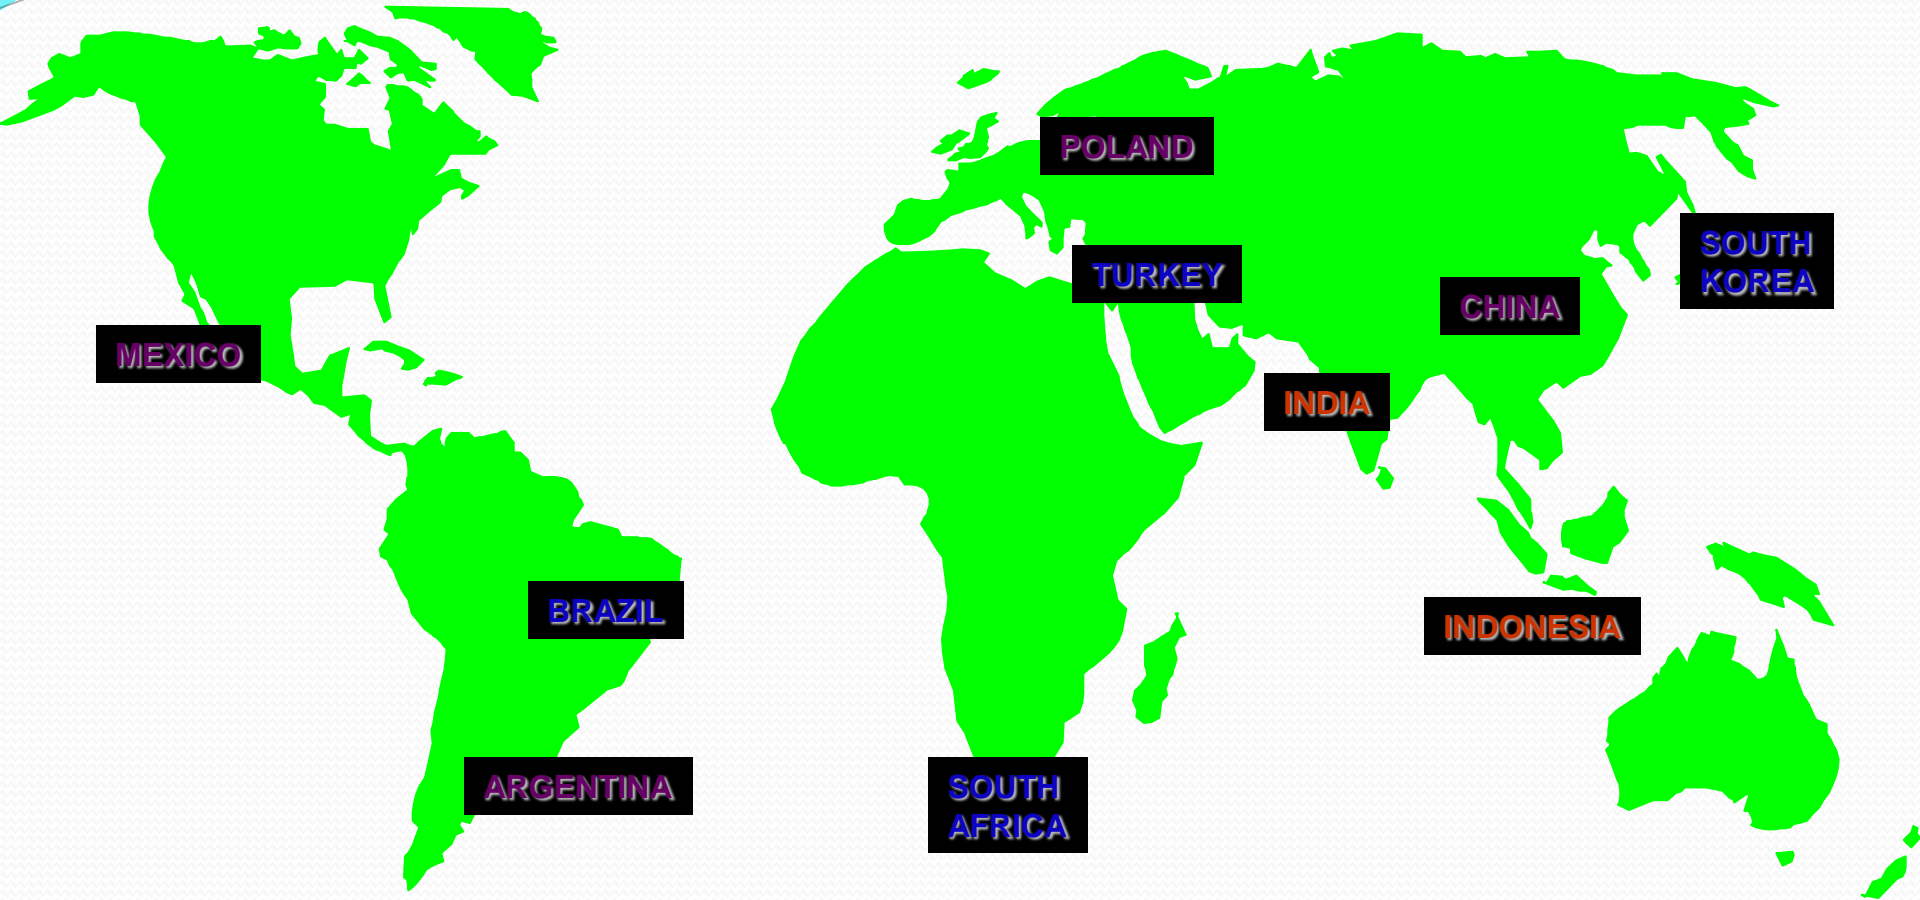 POLAND
SOUTH
KOREA
TURKEY
CHINA
MEXICO
INDIA
BRAZIL
INDONESIA
ARGENTINA
SOUTH
AFRICA